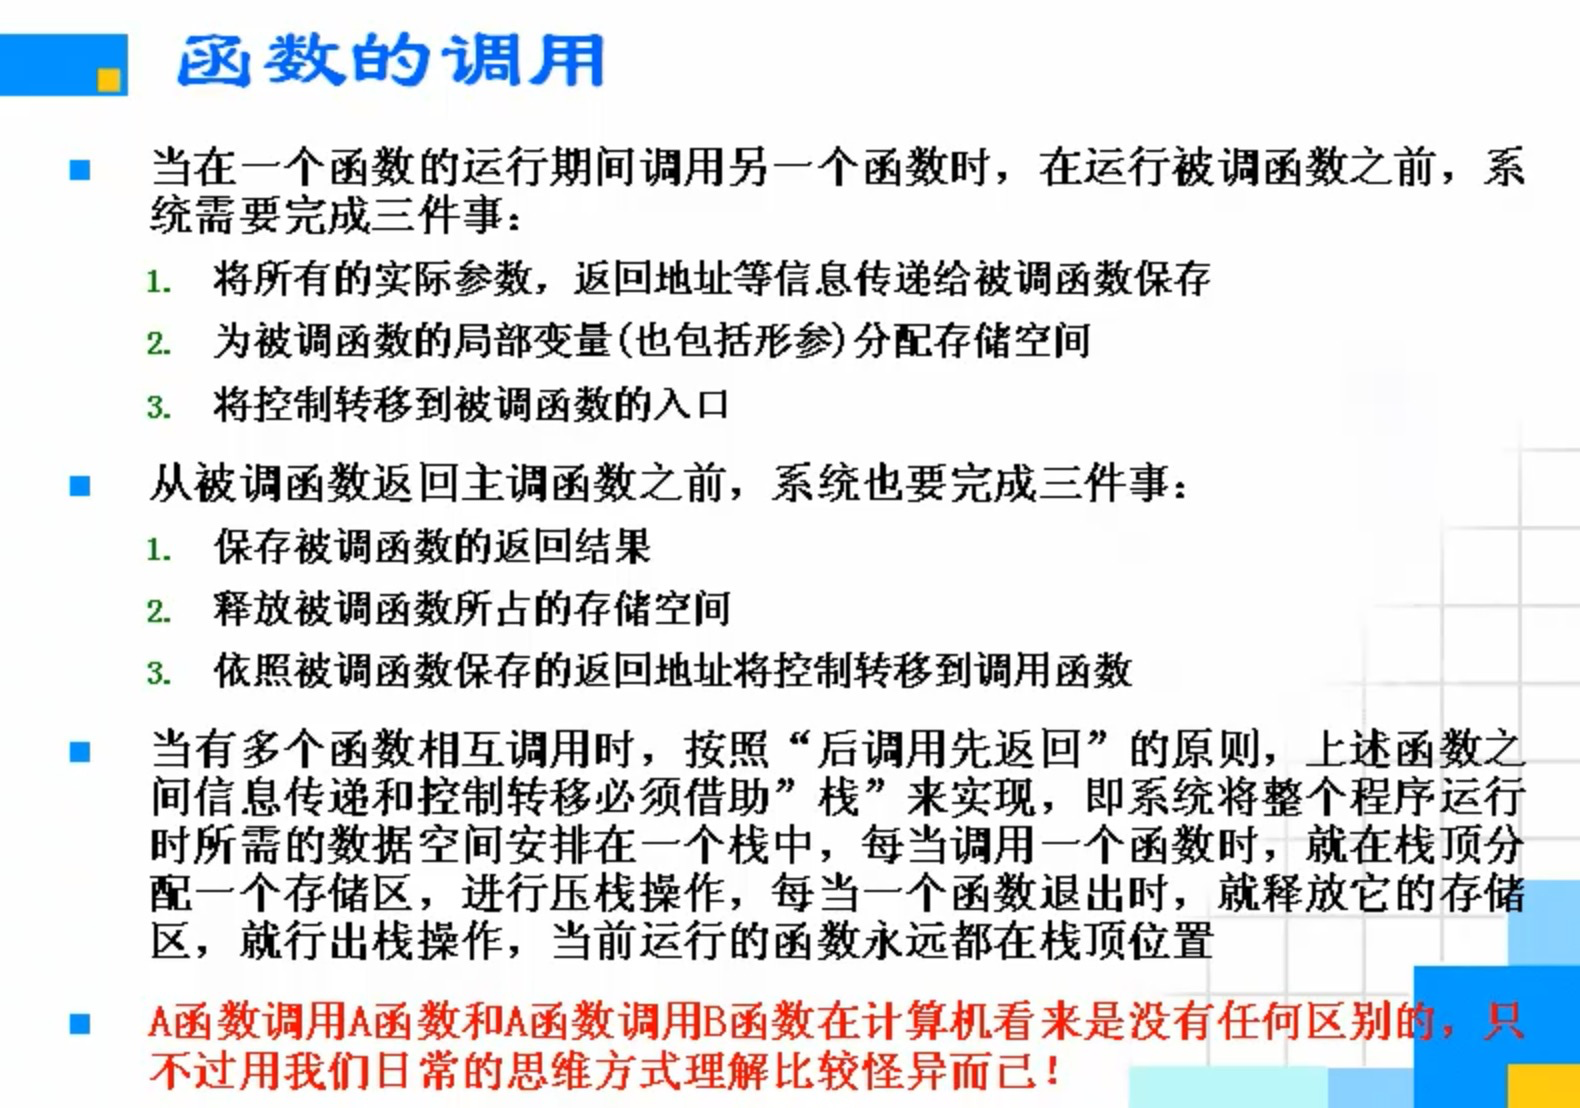 函数的调用
当在一个函数的运行期间调用另一个函数时，在运行被调函数之前，系
统需要完成三件事：
1. 将所有的实际参数，返回地址等信息传递给被调函数保存
2. 为被调函数的局部变量(也包括形参)分配存储空间
3. 将控制转移到被调函数的入口
从被调函数返回主调函数之前，系统也要完成三件事：
1. 保存被调函数的返回结果
2. 释放被调函数所占的存储空间
3. 依照被调函数保存的返回地址将控制转移到调用函数
当有多个函数相互调用时，按照“后调用先返回”的原则，上述函数之
间信息传递和控制转移必须借助”栈”来实现，即系统将整个程序运行
时所需的数据空间安排在一个栈中，每当调用一个函数时，就在栈顶分
配一个存储区，进行压栈操作，每当一个函数退出时，就释放它的存储
区，就行出栈操作，当前运行的函数永远都在栈顶位置
A函数调用A函数和A函数调用B函数在计算机看来是没有任何区别的，只
不过用我们日常的思维方式理解比较怪异而已！